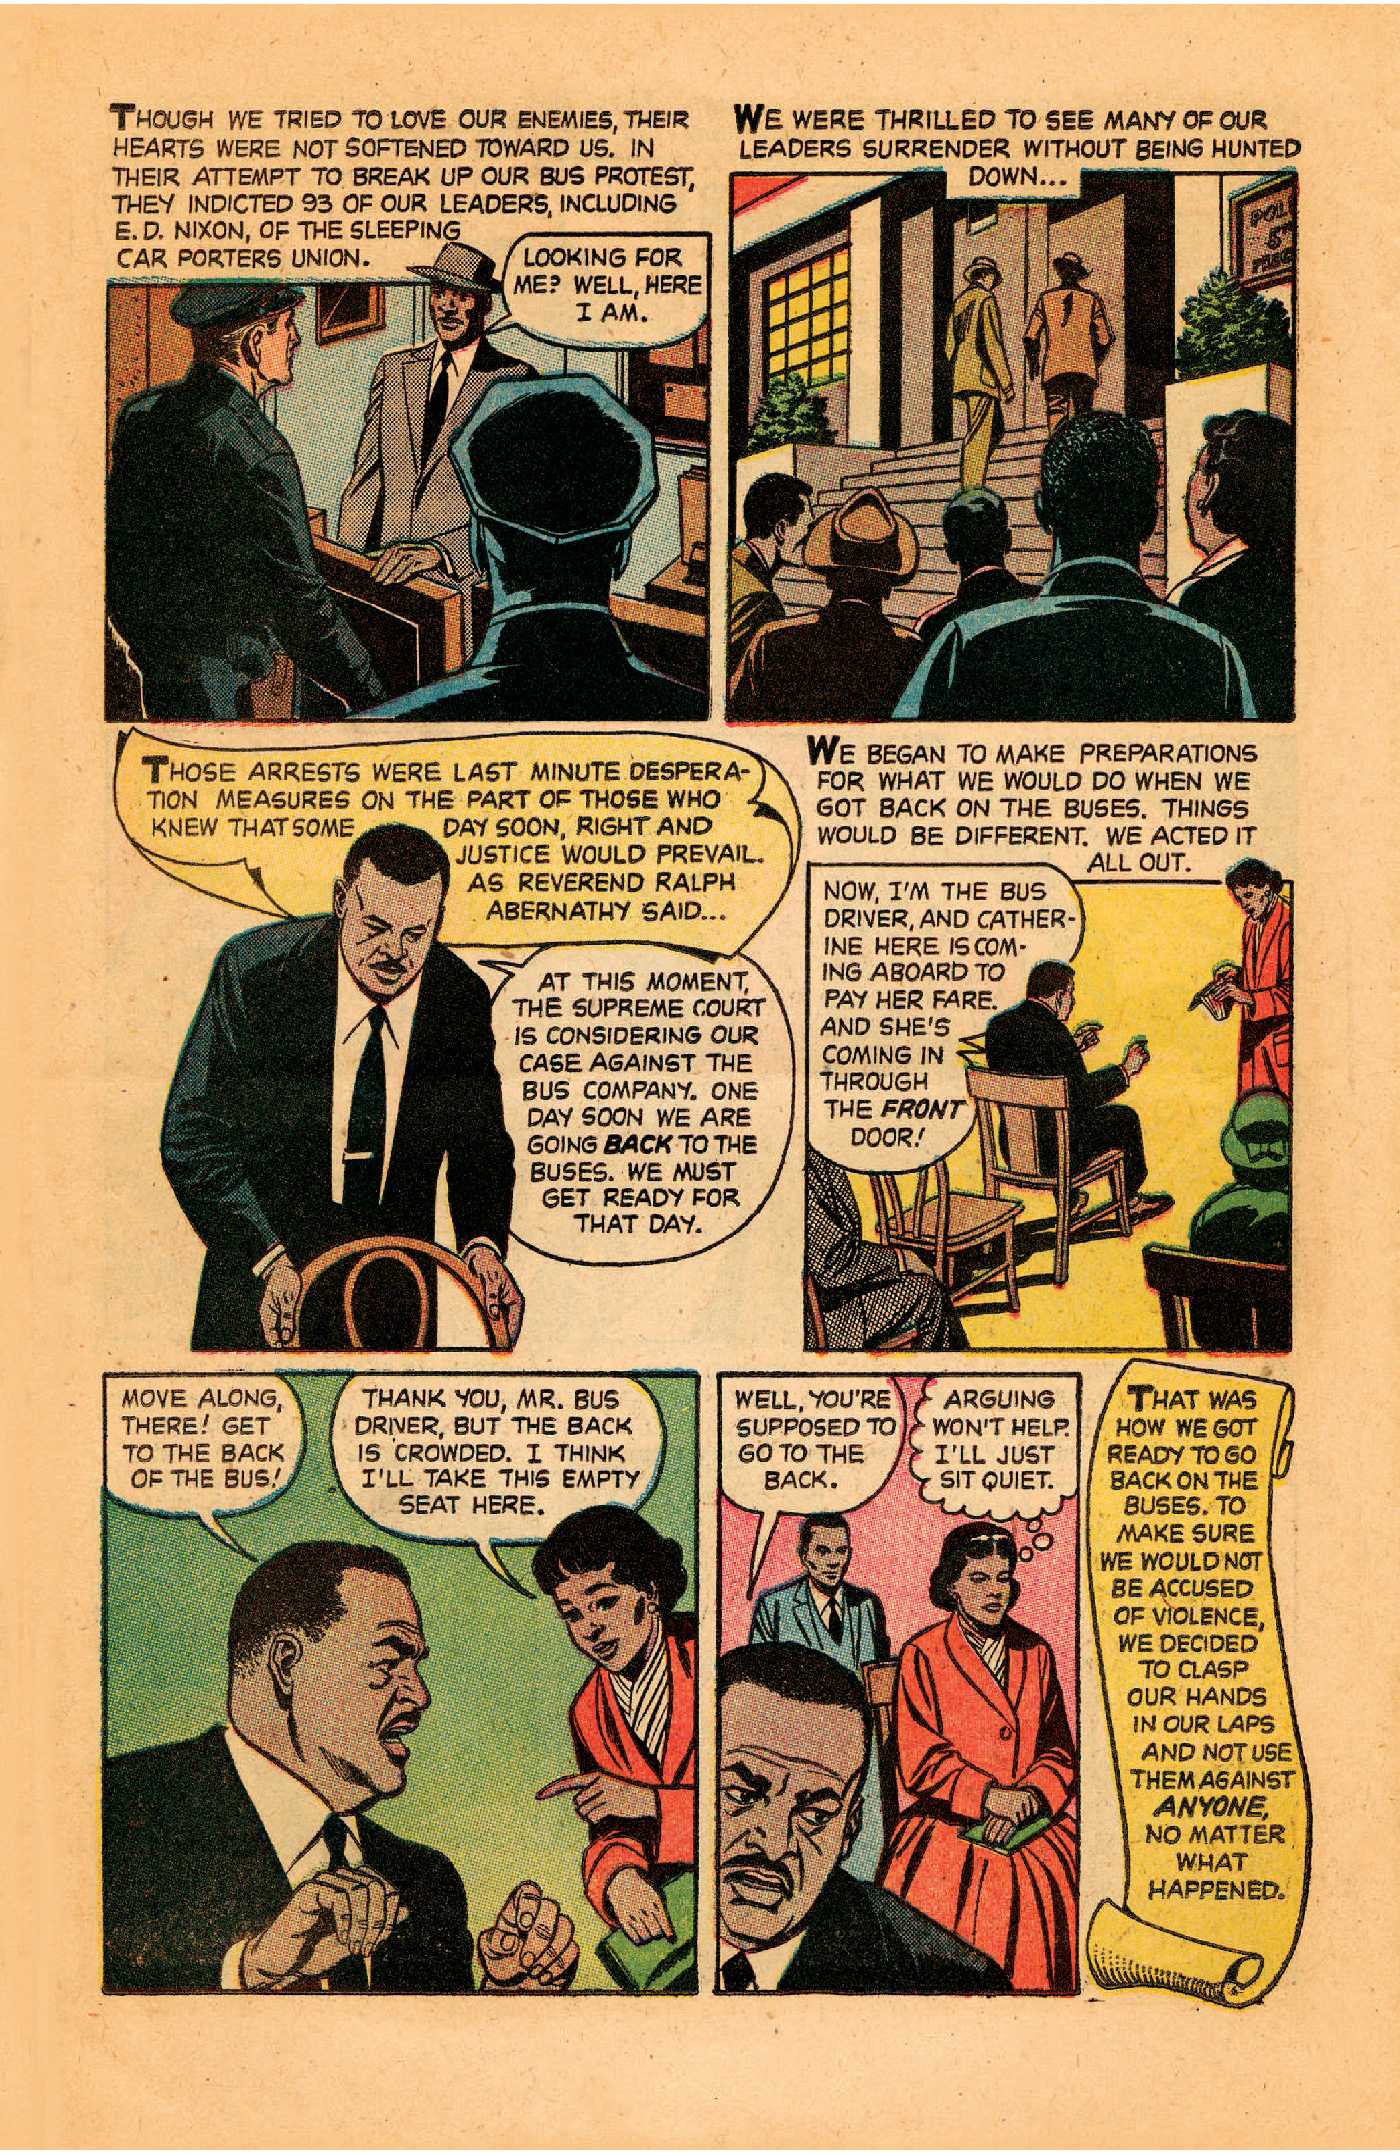 THOUGH WE TRIED TO LOVE OUR ENEMIES, THEIR
HEARTS WERE NOT SOFTENED TOWARD US. IN
THEIR ATTEMPT TO BREAK UP OUR BUS PROTEST,
THEY INDICTED 93 OF OUR LEADERS, INCLUDING
E. D. NIXON, OF THE SLEEPING
CAR PORTERS UNION.
LOOKING FOR
ME? WELL, HERE
I AM.
WE WERE THRILLED TO SEE MANY OF OUR
LEADERS SURRENDER WITHOUT BEING HUNTED
DOWN...
POL
THOSE ARRESTS WERE LAST MINUTE DESPERA-
TION MEASURES ON THE PART OF THOSE WHO
KNEW THAT SOME DAY SOON, RIGHT AND
JUSTICE WOULD PREVAIL.
AS REVEREND RALPH
ABERNATHY SAID...
AT THIS MOMENT,
THE SUPREME COURT
IS CONSIDERING OUR
CASE AGAINST THE
BUS COMPANY. ONE
DAY SOON WE ARE
GOING BACK TO THE
BUSES. WE MUST
GET READY FOR
THAT DAY.
WE BEGAN TO MAKE PREPARATIONS
FOR WHAT WE WOULD DO WHEN WE
GOT BACK ON THE BUSES. THINGS
WOULD BE DIFFERENT. WE ACTED IT
ALL OUT.
NOW, I'M THE BUS
DRIVER, AND CATHER-
INE HERE IS COM-
ING ABOARD TO
PAY HER FARE.
AND SHE'S
COMING IN
THROUGH
THE FRONT
DOOR!
MOVE ALONG,
THERE! GET
TO THE BACK
OF THE BUS!
THANK YOU, MR. BUS
DRIVER, BUT THE BACK
IS CROWDED. I THINK
I'LL TAKE THIS EMPTY
SEAT HERE.
WELL, YOU'RE
SUPPOSED TO
GO TO THE
BACK.
ARGUING
WON'T HELP.
I'LL JUST
SIT QUIET.
THAT WAS
HOW WE GOT
READY TO GO
BACK ON THE
BUSES. TO
MAKE SURE
WE WOULD NOT
BE ACCUSED
OF VIOLENCE,
WE DECIDED
TO CLASP
OUR HANDS
IN OUR LAPS
AND NOT USE
THEM AGAINST
ANYONE,
NO MATTER
WHAT
HAPPENED.